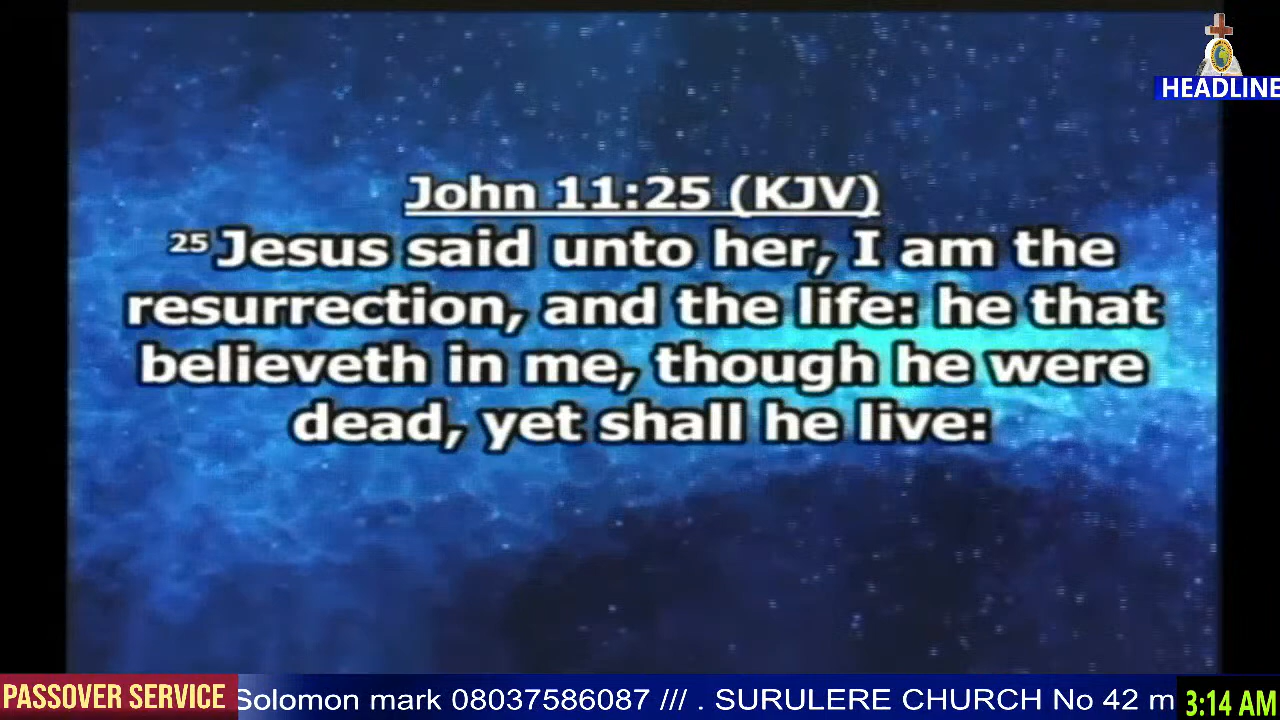 HEADLINE
John 11:25 (KJV)
25 Jesus said unto her, I am the
resurrection, and the life: he that
believeth in me, though he were
dead, yet shall he live:
PASSOVER SERVICE
Solomon mark 08037586087 /// . SURULERE CHURCH No 42 m
3:14 AM